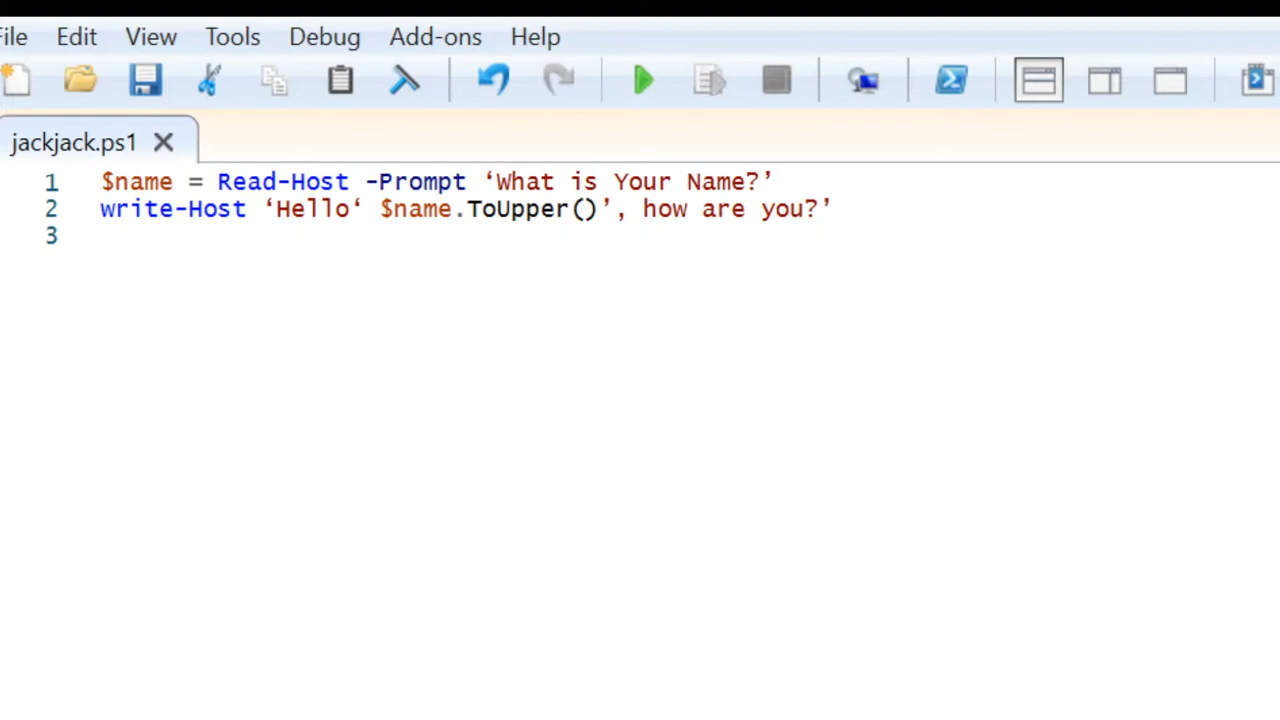 File Edit View Tools Debug Add-ons Help
jackjack.ps1
1 $name = Read-Host -Prompt ‘What is Your Name?’
2 write-Host ‘Hello‘ $name.ToUpper()’, how are you?’
3